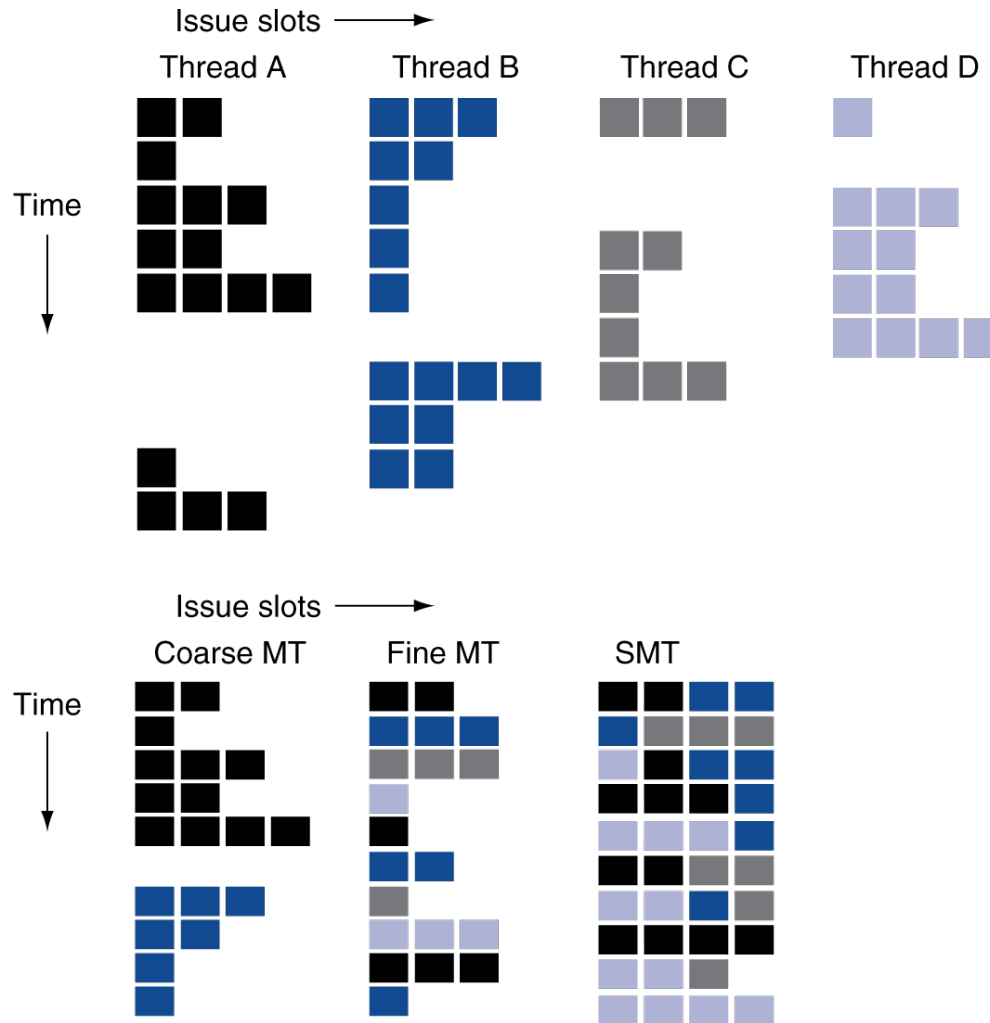 Issue slots
Thread A Thread B Thread C Thread D
Time
Issue slots
Coarse MT Fine MT SMT
Time